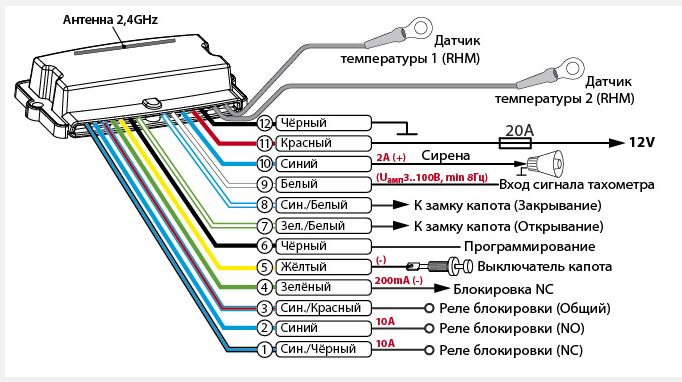 Антенна 2,4GHz
Датчик
температуры 1 (RHM)
Датчик
температуры 2 (RHM)
12 Чёрный
11 Красный 20A 12V
10 Синий 2A (+) Сирена
9 Белый (Uамп3..100В, min 8Гц) Вход сигнала тахометра
8 Син./Белый К замку капота (Закрывание)
7 Зел./Белый К замку капота (Открывание)
6 Чёрный Программирование
5 Жёлтый (-) Выключатель капота
4 Зелёный 200mA (-) Блокировка NC
3 Син./Красный Реле блокировки (Общий)
2 Синий 10A Реле блокировки (NO)
1 Син./Чёрный 10A Реле блокировки (NC)